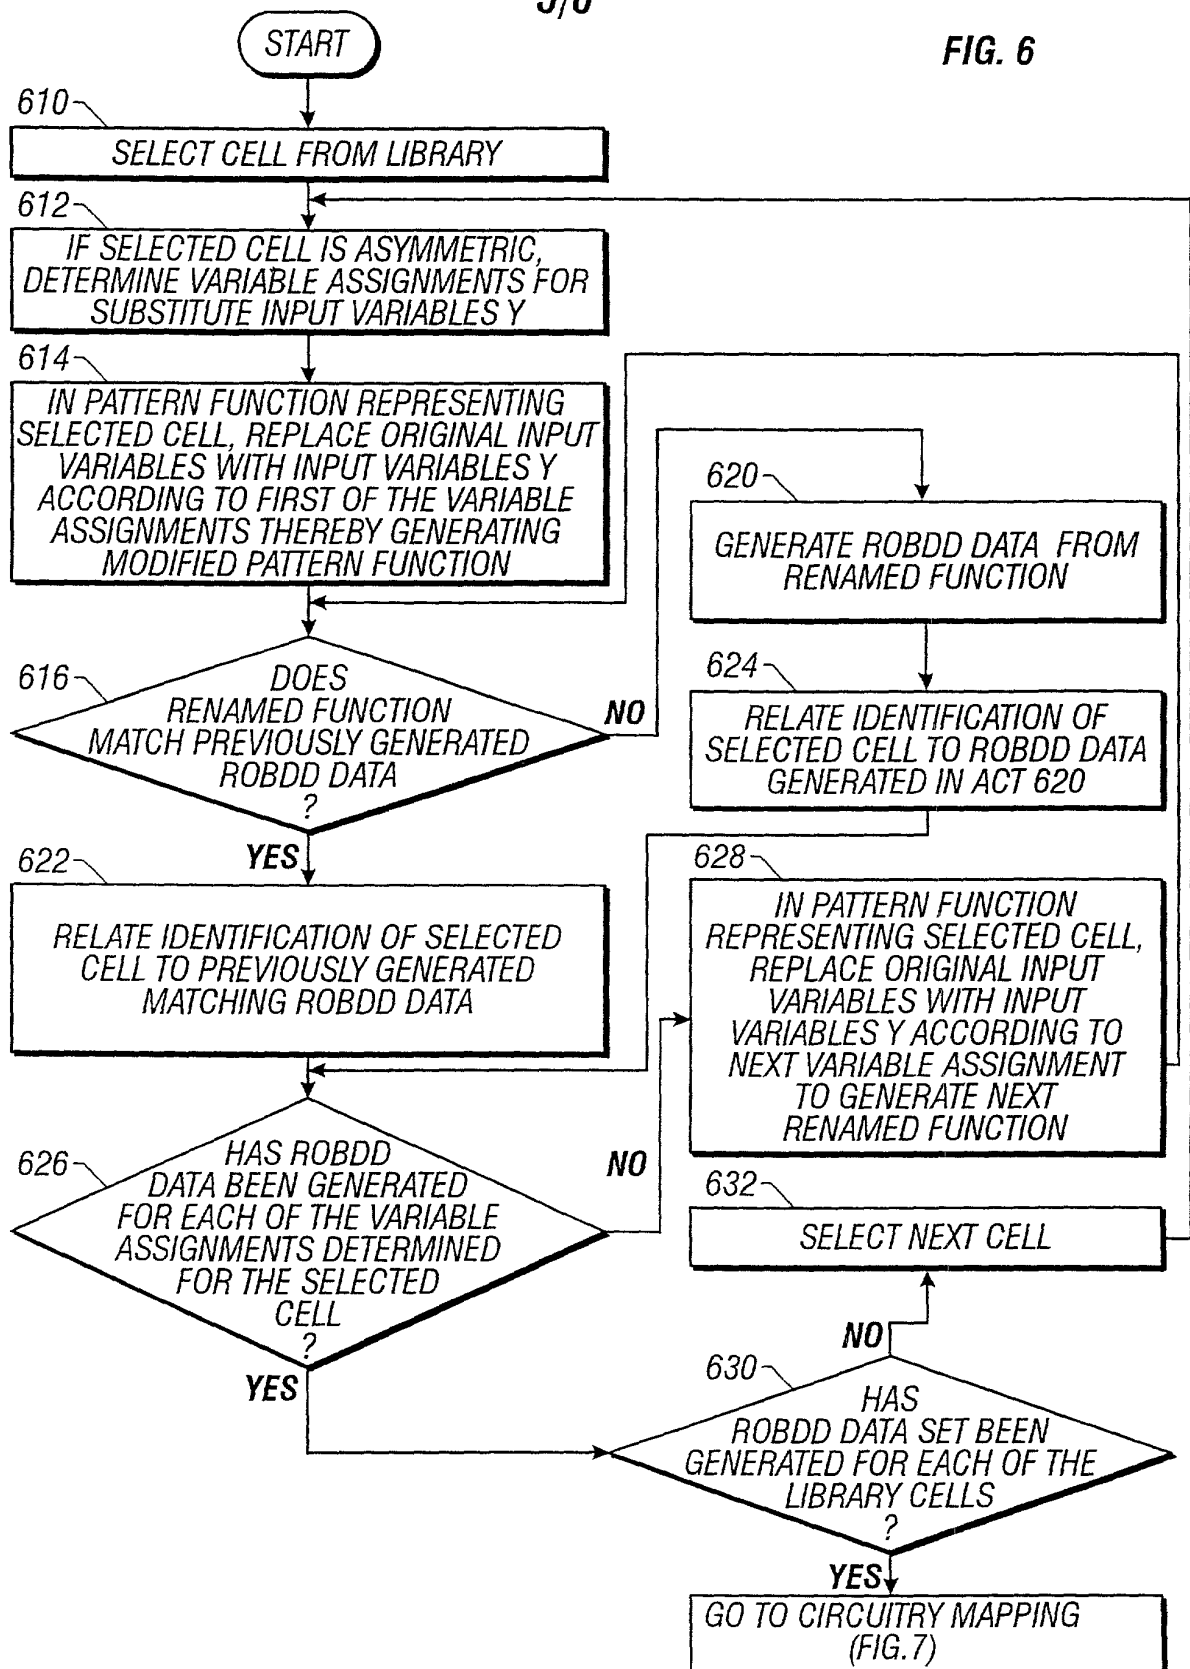 5/8
FIG. 6
START
610
SELECT CELL FROM LIBRARY
612
IF SELECTED CELL IS ASYMMETRIC,
DETERMINE VARIABLE ASSIGNMENTS FOR
SUBSTITUTE INPUT VARIABLES Y
614
IN PATTERN FUNCTION REPRESENTING
SELECTED CELL, REPLACE ORIGINAL INPUT
VARIABLES WITH INPUT VARIABLES Y
ACCORDING TO FIRST OF THE VARIABLE
ASSIGNMENTS THEREBY GENERATING
MODIFIED PATTERN FUNCTION
616
DOES
RENAMED FUNCTION
MATCH PREVIOUSLY GENERATED
ROBDD DATA
?
NO
YES
620
GENERATE ROBDD DATA FROM
RENAMED FUNCTION
624
RELATE IDENTIFICATION OF
SELECTED CELL TO ROBDD DATA
GENERATED IN ACT 620
622
RELATE IDENTIFICATION OF SELECTED
CELL TO PREVIOUSLY GENERATED
MATCHING ROBDD DATA
626
HAS ROBDD
DATA BEEN GENERATED
FOR EACH OF THE VARIABLE
ASSIGNMENTS DETERMINED
FOR THE SELECTED
CELL
?
NO
YES
628
IN PATTERN FUNCTION
REPRESENTING SELECTED CELL,
REPLACE ORIGINAL INPUT
VARIABLES WITH INPUT
VARIABLES Y ACCORDING TO
NEXT VARIABLE ASSIGNMENT
TO GENERATE NEXT
RENAMED FUNCTION
632
SELECT NEXT CELL
NO
630
HAS
ROBDD DATA SET BEEN
GENERATED FOR EACH OF THE
LIBRARY CELLS
?
YES
GO TO CIRCUITRY MAPPING
(FIG.7)